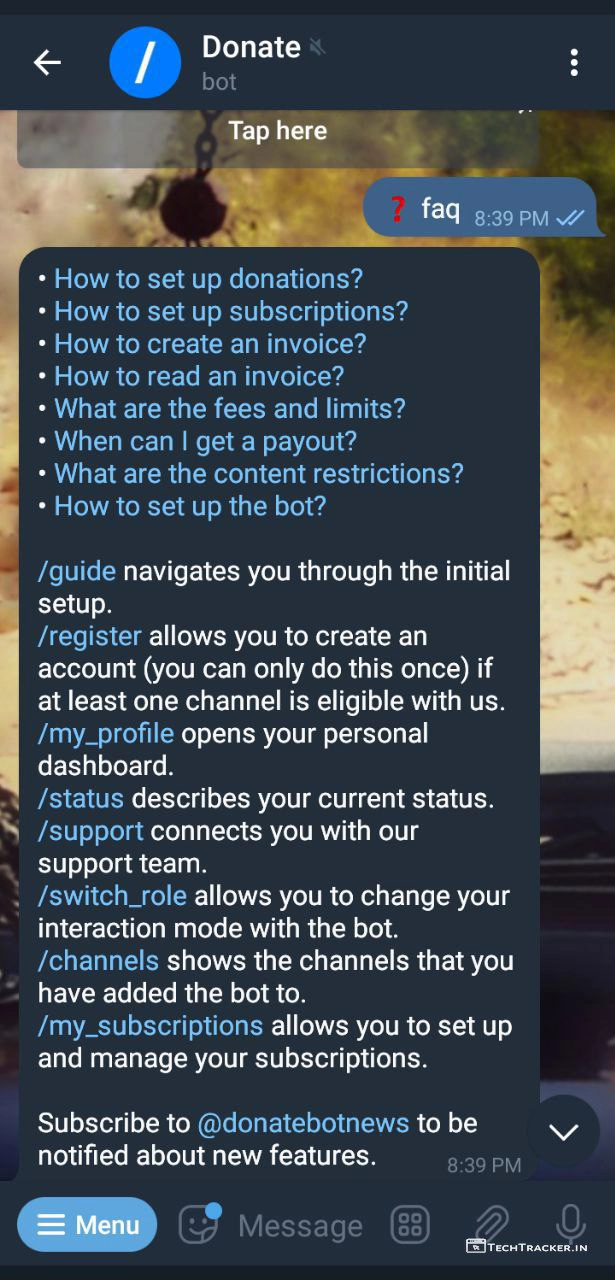 Donate
bot
Tap here
❓ faq 8:39 PM
• How to set up donations?
• How to set up subscriptions?
• How to create an invoice?
• How to read an invoice?
• What are the fees and limits?
• When can I get a payout?
• What are the content restrictions?
• How to set up the bot?
/guide navigates you through the initial
setup.
/register allows you to create an
account (you can only do this once) if
at least one channel is eligible with us.
/my_profile opens your personal
dashboard.
/status describes your current status.
/support connects you with our
support team.
/switch_role allows you to change your
interaction mode with the bot.
/channels shows the channels that you
have added the bot to.
/my_subscriptions allows you to set up
and manage your subscriptions.
Subscribe to @donatebotnews to be
notified about new features.
8:39 PM
Menu
Message
TECHTRACKER.IN